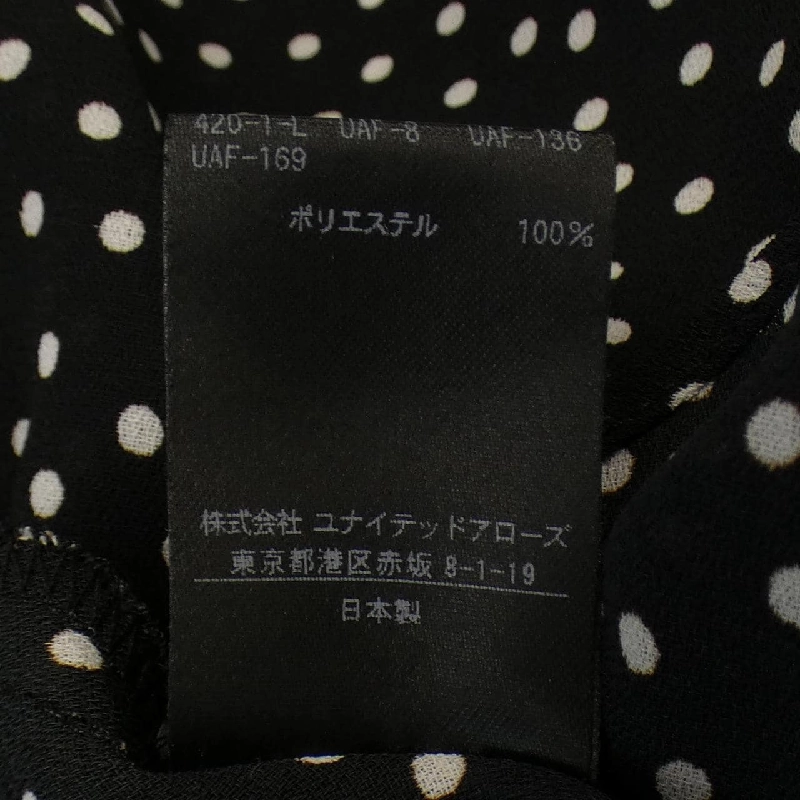 420-1-L UAF-8 UAF-136
UAF-169
ポリエステル 100%
株式会社 ユナイテッドアローズ
東京都港区赤坂 8-1-19
日本製